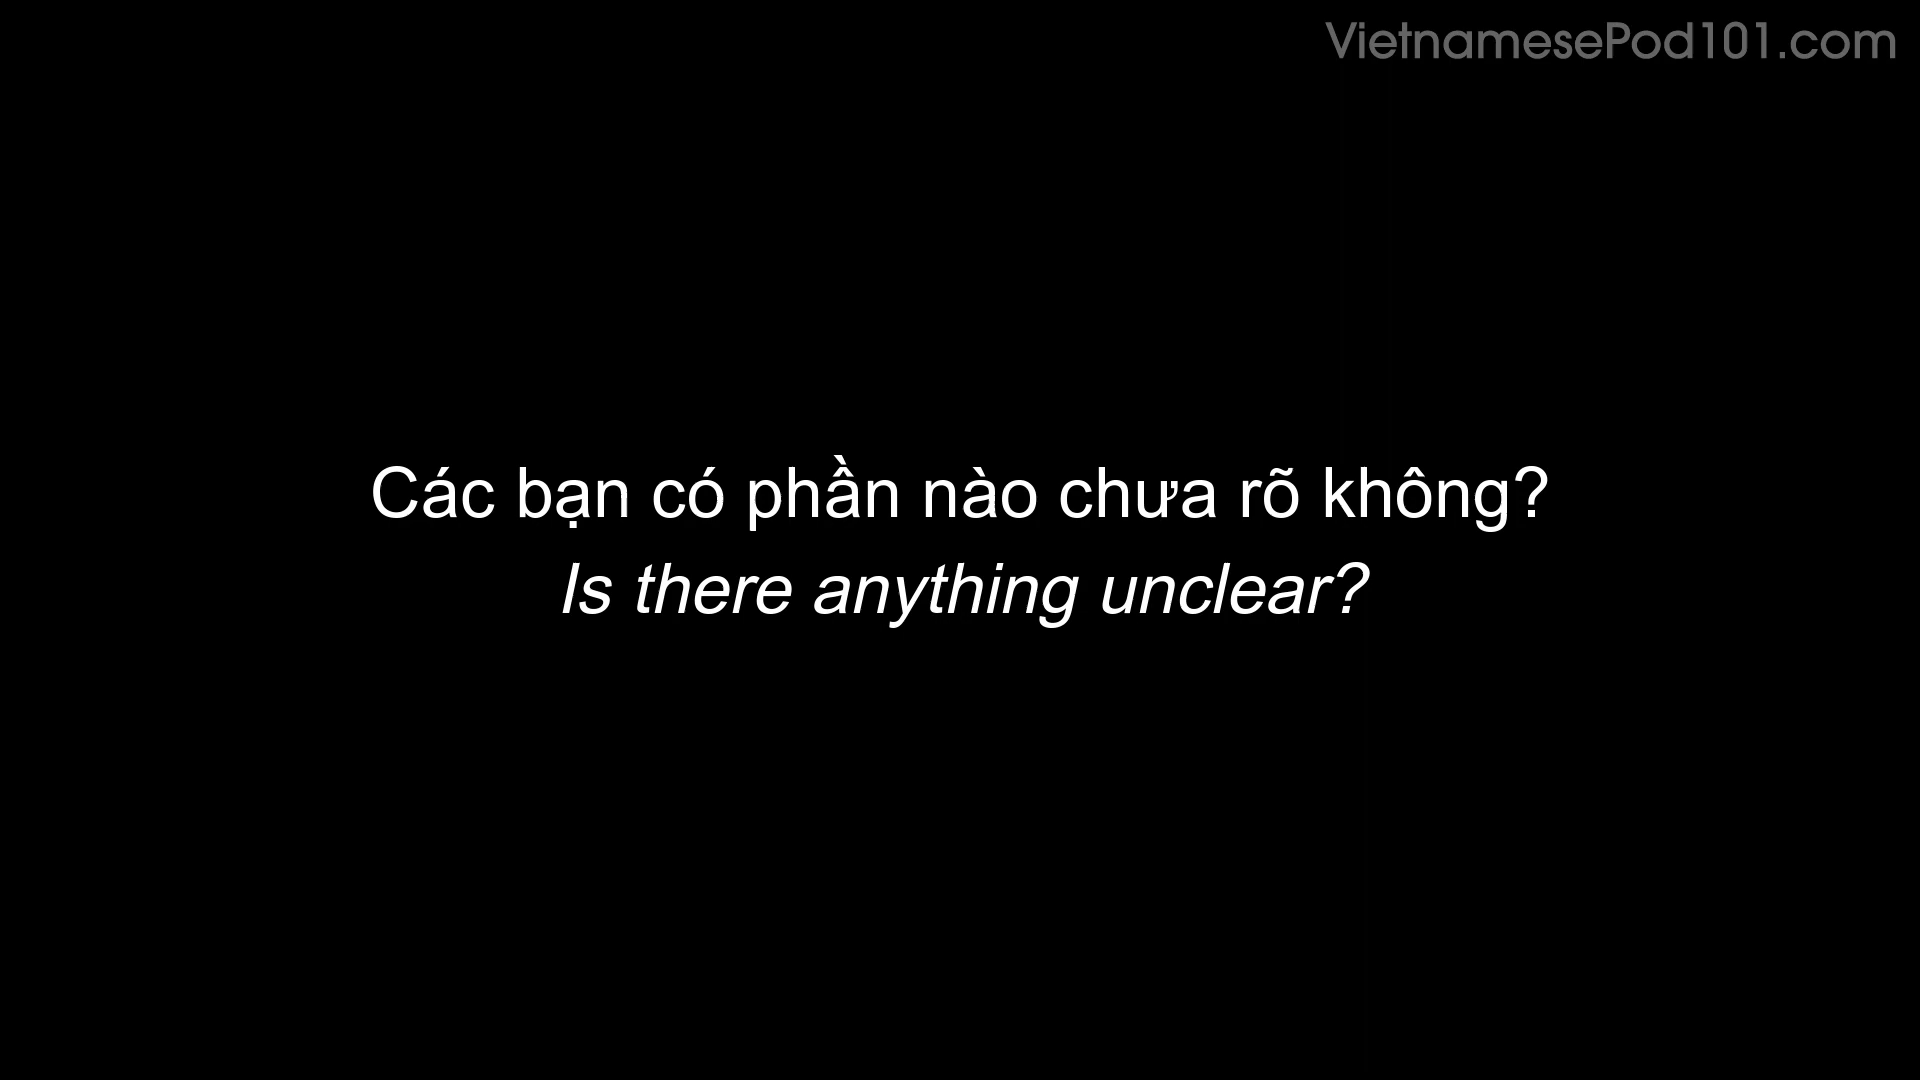 VietnamesePod101.com
Các bạn có phần nào chưa rõ không?
Is there anything unclear?